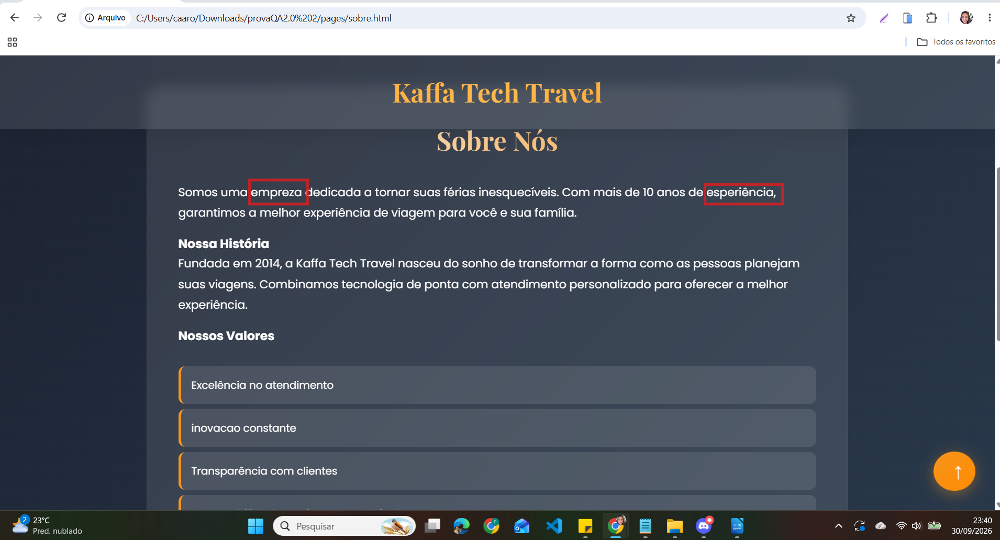 Arquivo
C:/Users/caaro/Downloads/provaQA2.0%202/pages/sobre.html
Todos os favoritos
Kaffa Tech Travel
Sobre Nós
Somos uma empreza dedicada a tornar suas férias inesquecíveis. Com mais de 10 anos de esperiência,
garantimos a melhor experiência de viagem para você e sua família.
Nossa História
Fundada em 2014, a Kaffa Tech Travel nasceu do sonho de transformar a forma como as pessoas planejam
suas viagens. Combinamos tecnologia de ponta com atendimento personalizado para oferecer a melhor
experiência.
Nossos Valores
Excelência no atendimento
inovacao constante
Transparência com clientes
↑
2
23°C
Pred. nublado
Pesquisar
23:40
30/09/2026